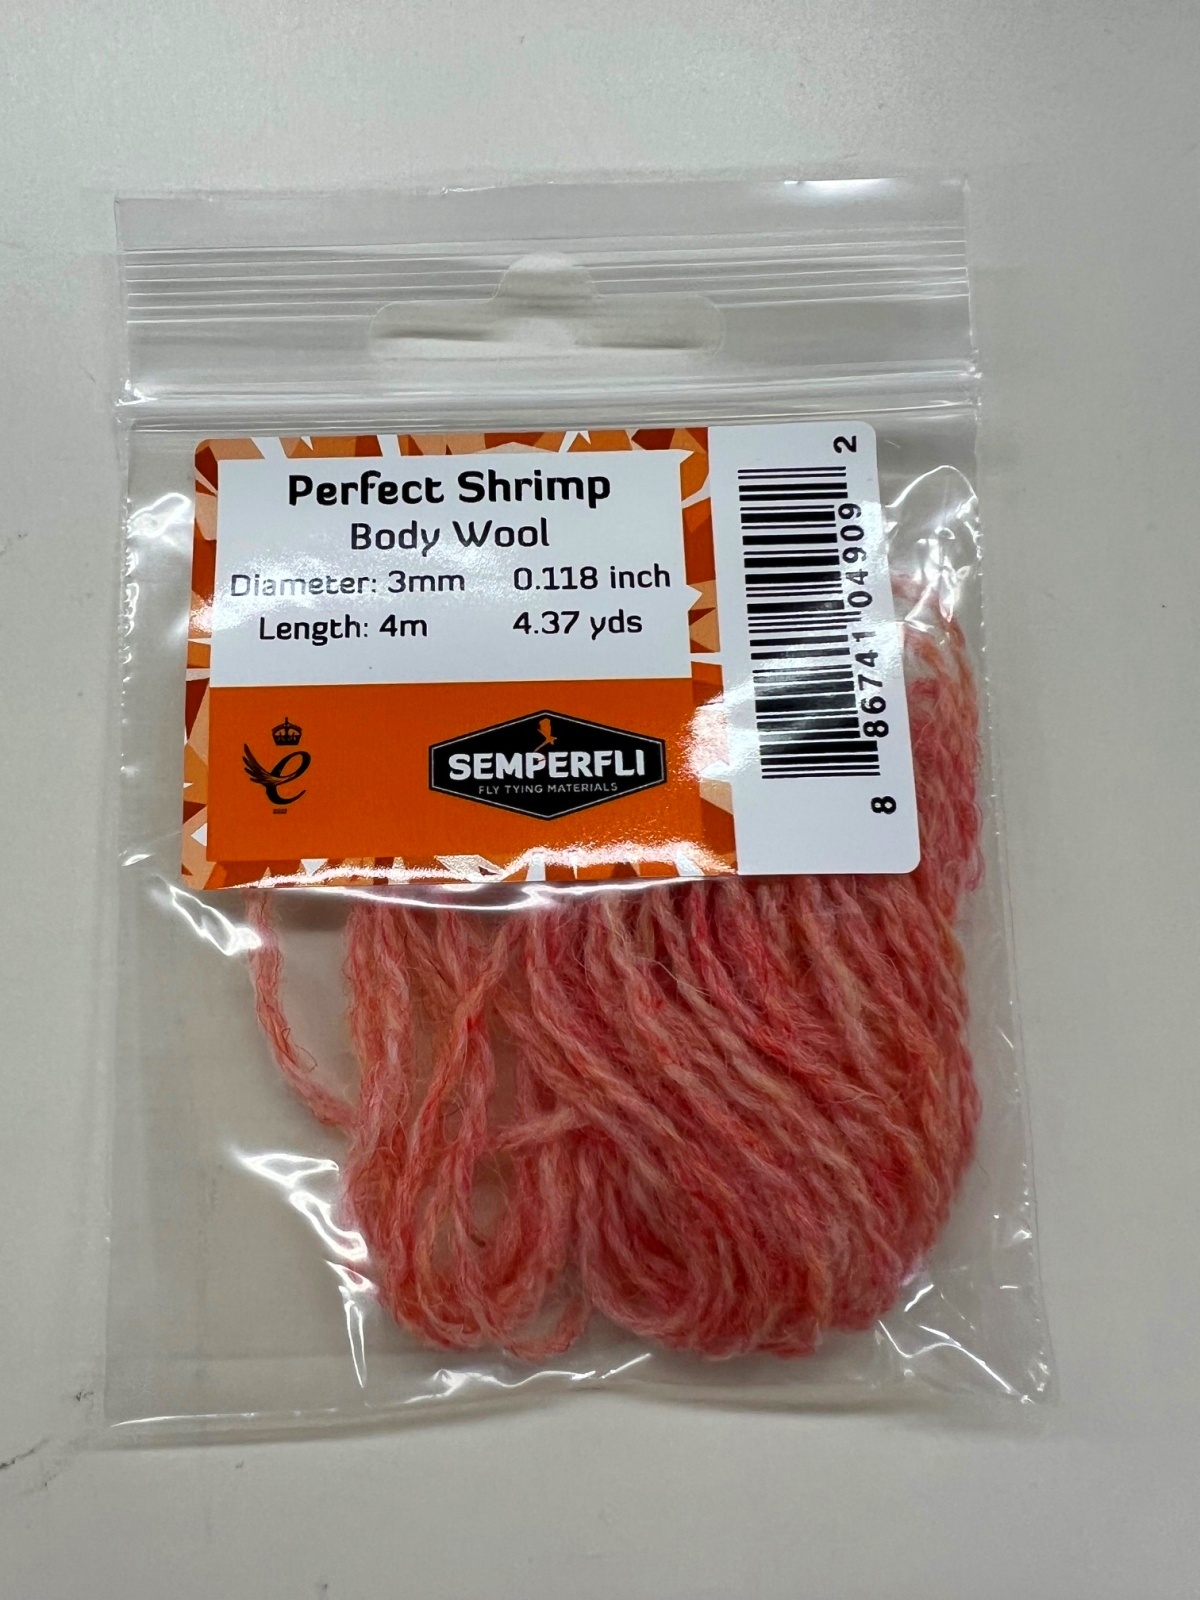 Perfect Shrimp
Body Wool
Diameter: 3mm 0.118 inch
Length: 4m 4.37 yds
SEMPERFLI
FLY TYING MATERIALS
8 86741 04909 2